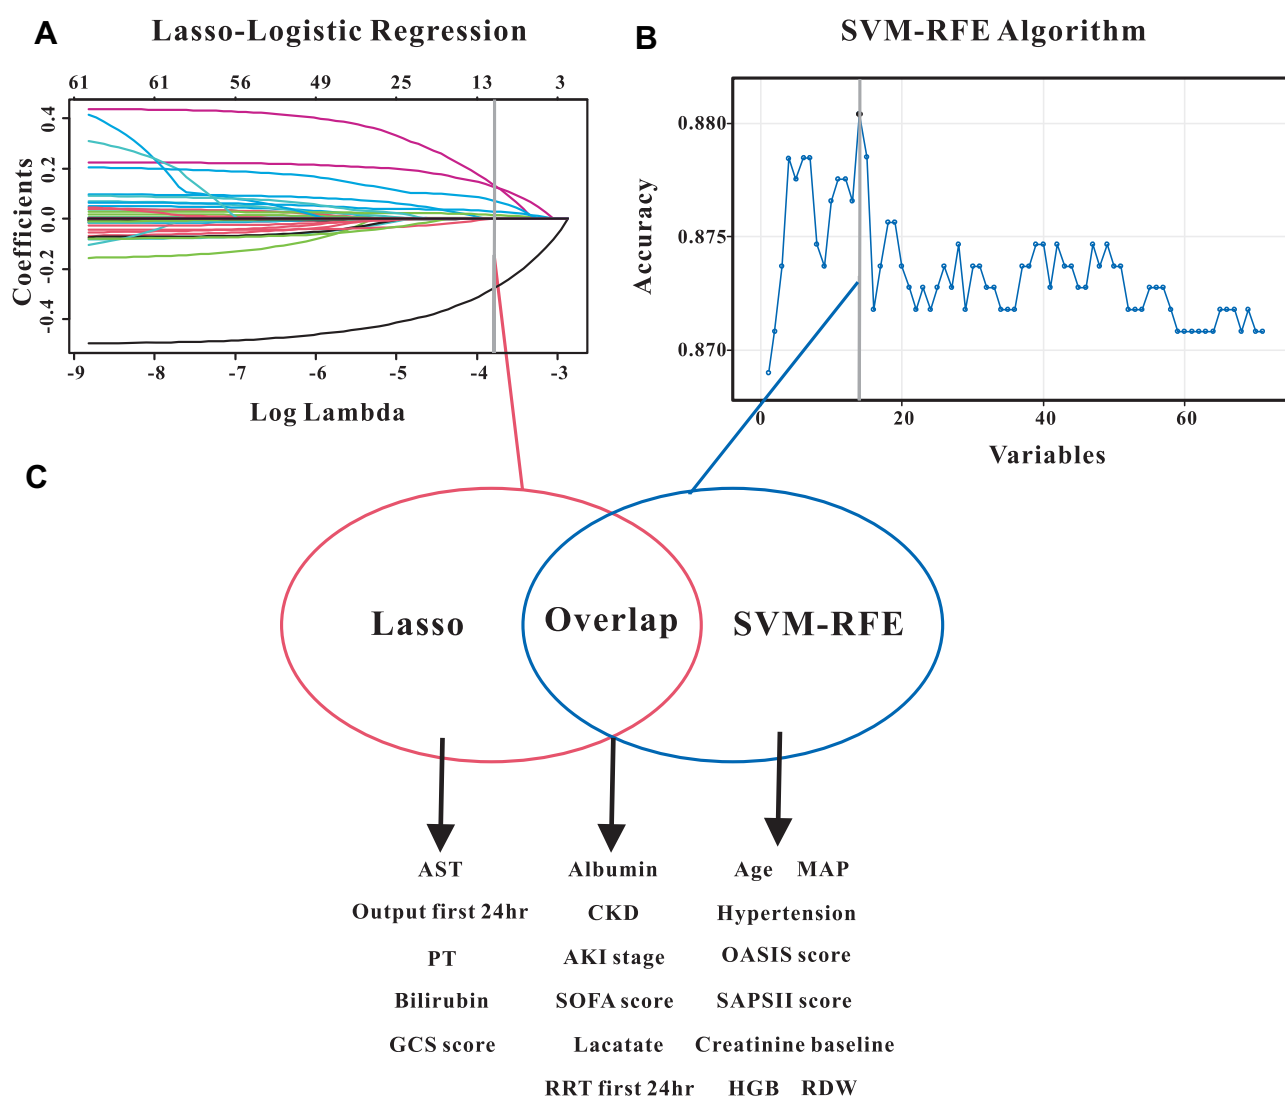 A
Lasso-Logistic Regression
61 61 56 49 25 13 3
0.4
0.2
0.0
-0.2
-0.4
Coefficients
-9 -8 -7 -6 -5 -4 -3
Log Lambda
B
SVM-RFE Algorithm
0.880
0.875
0.870
Accuracy
0 20 40 60
Variables
C
Lasso
Overlap
SVM-RFE
AST
Output first 24hr
PT
Bilirubin
GCS score
Albumin
CKD
AKI stage
SOFA score
Lacatate
RRT first 24hr
Age MAP
Hypertension
OASIS score
SAPSII score
Creatinine baseline
HGB RDW